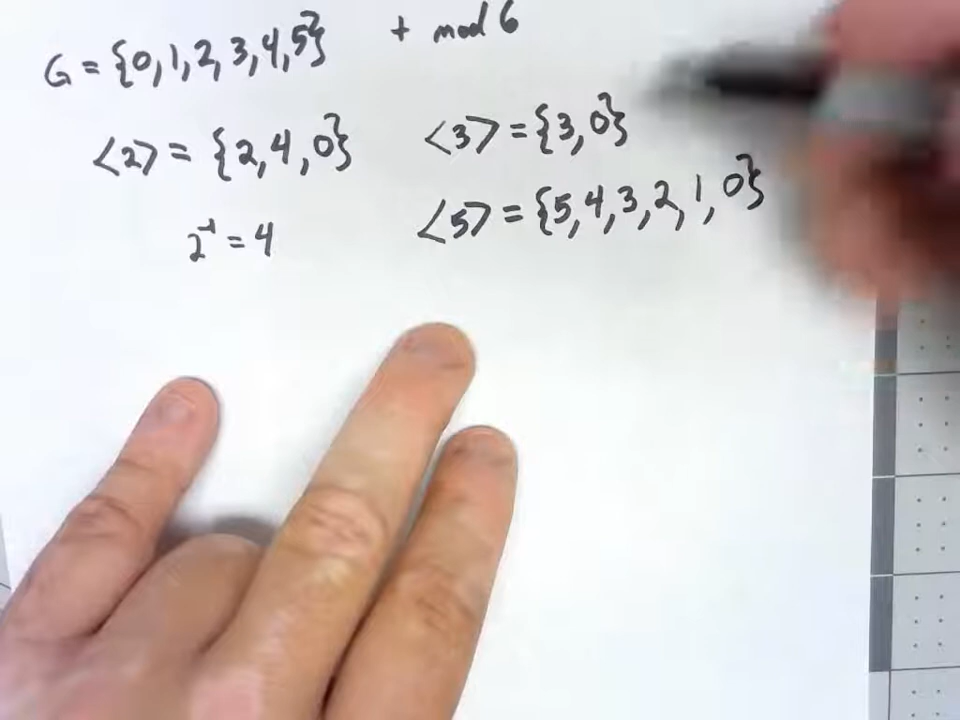 G = {0, 1, 2, 3, 4, 5} + mod 6
<2> = {2, 4, 0} <3> = {3, 0}
2⁻¹ = 4 <5> = {5, 4, 3, 2, 1, 0}